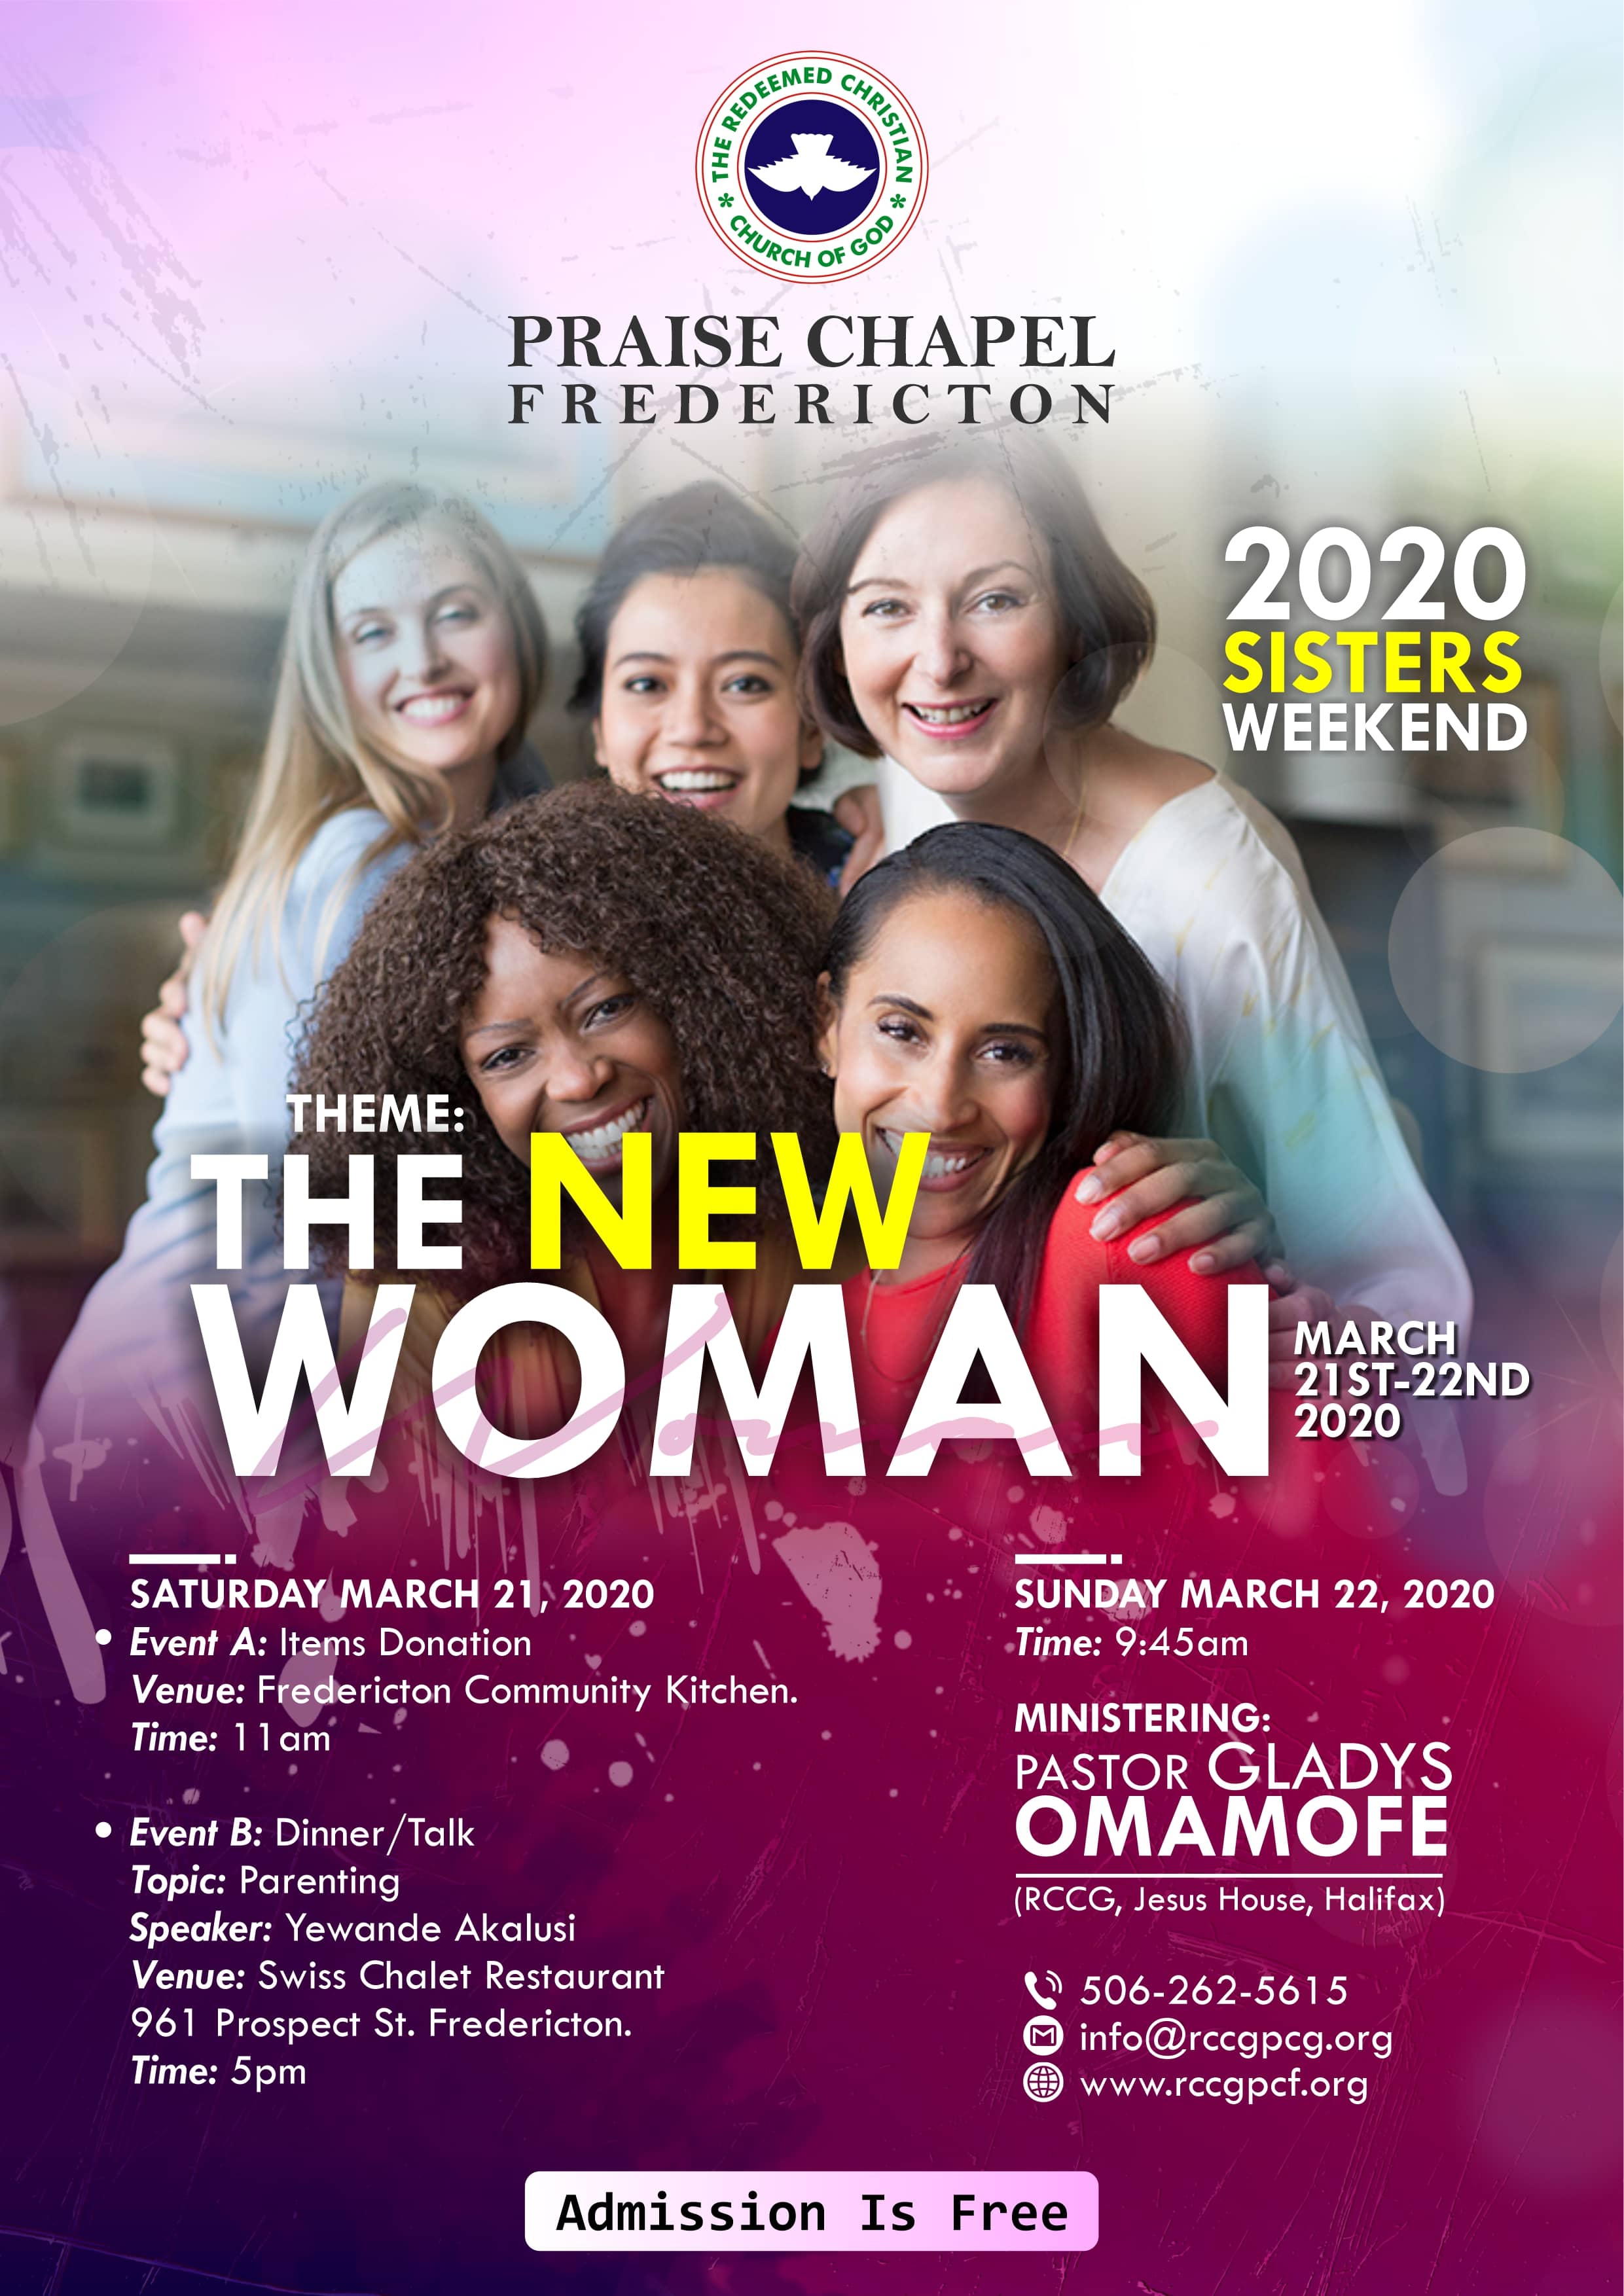 THE REDEEMED CHRISTIAN
* CHURCH OF GOD *
PRAISE CHAPEL
FREDERICTON
2020
SISTERS
WEEKEND
THEME:
THE NEW
WOMAN
Woman
MARCH
21ST-22ND
2020
SATURDAY MARCH 21, 2020
• Event A: Items Donation
Venue: Fredericton Community Kitchen.
Time: 11am
• Event B: Dinner/Talk
Topic: Parenting
Speaker: Yewande Akalusi
Venue: Swiss Chalet Restaurant
961 Prospect St. Fredericton.
Time: 5pm
SUNDAY MARCH 22, 2020
Time: 9:45am
MINISTERING:
PASTOR GLADYS
OMAMOFE
(RCCG, Jesus House, Halifax)
506-262-5615
info@rccgpcg.org
www.rccgpcf.org
Admission Is Free